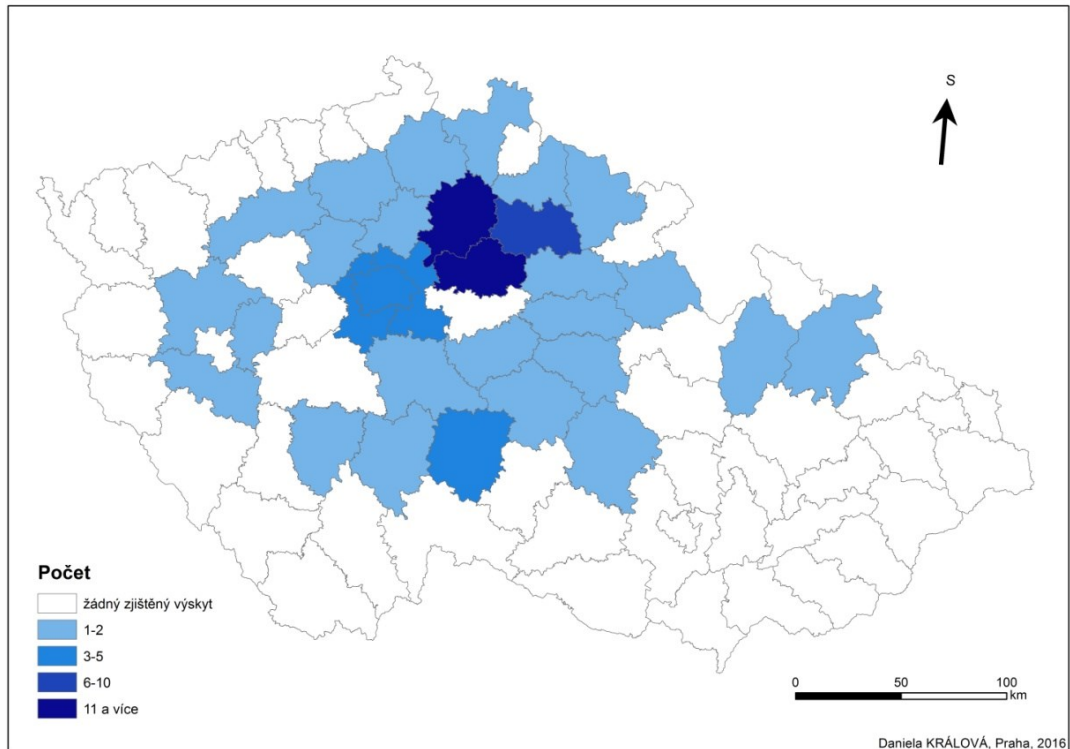 S
Počet
žádný zjištěný výskyt
1-2
3-5
6-10
11 a více
0 50 100
km
Daniela KRÁLOVÁ, Praha, 2016